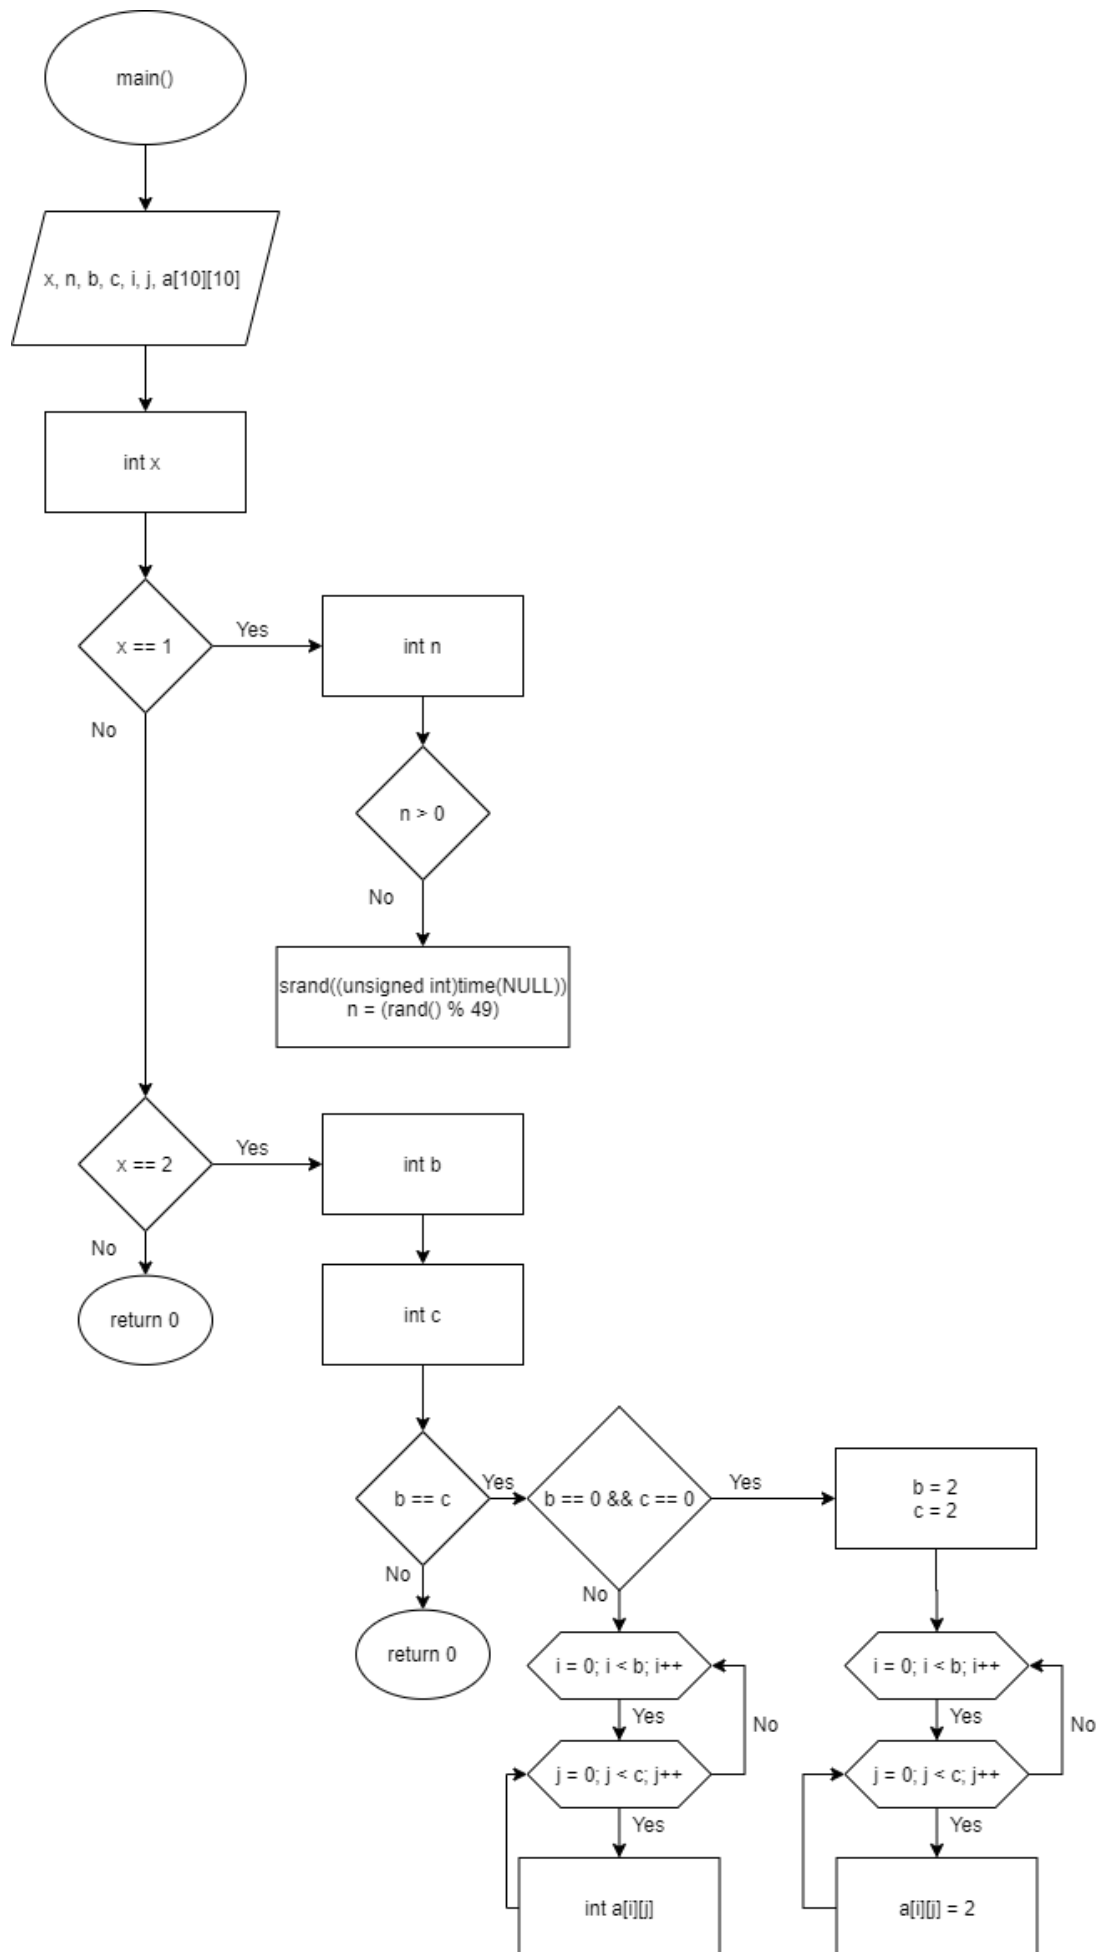 main()
x, n, b, c, i, j, a[10][10]
int x
x == 1
Yes
int n
No
n > 0
No
srand((unsigned int)time(NULL))
n = (rand() % 49)
x == 2
Yes
int b
No
return 0
int c
b == c
Yes
b == 0 && c == 0
Yes
b = 2
c = 2
No
return 0
No
i = 0; i < b; i++
Yes
No
j = 0; j < c; j++
Yes
int a[i][j]
i = 0; i < b; i++
Yes
No
j = 0; j < c; j++
Yes
a[i][j] = 2